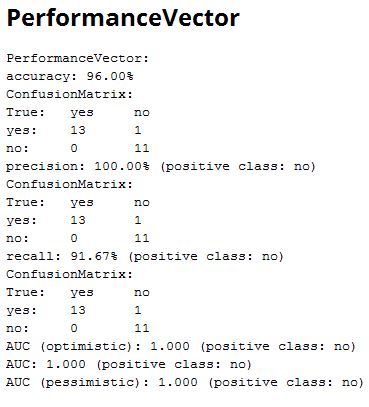 PerformanceVector
PerformanceVector:
accuracy: 96.00%
ConfusionMatrix:
True:   yes     no
yes:    13      1
no:     0       11
precision: 100.00% (positive class: no)
ConfusionMatrix:
True:   yes     no
yes:    13      1
no:     0       11
recall: 91.67% (positive class: no)
ConfusionMatrix:
True:   yes     no
yes:    13      1
no:     0       11
AUC (optimistic): 1.000 (positive class: no)
AUC: 1.000 (positive class: no)
AUC (pessimistic): 1.000 (positive class: no)